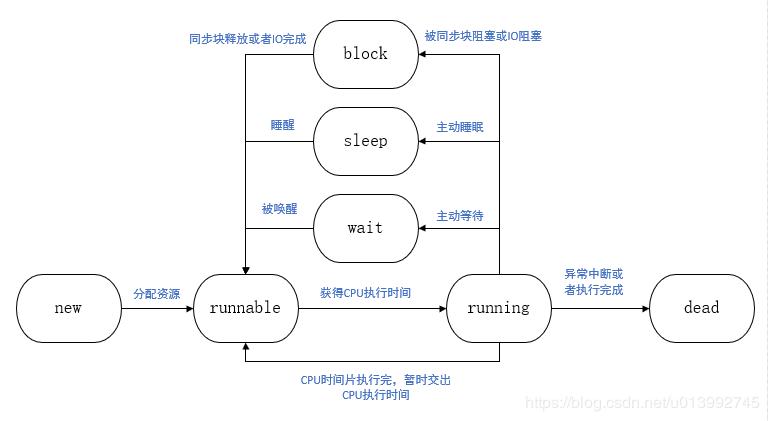 同步块释放或者IO完成
block
被同步块阻塞或IO阻塞
睡醒
sleep
主动睡眠
被唤醒
wait
主动等待
new
分配资源
runnable
获得CPU执行时间
running
异常中断或
者执行完成
dead
CPU时间片执行完，暂时交出
CPU执行时间
https://blog.csdn.net/u013992745